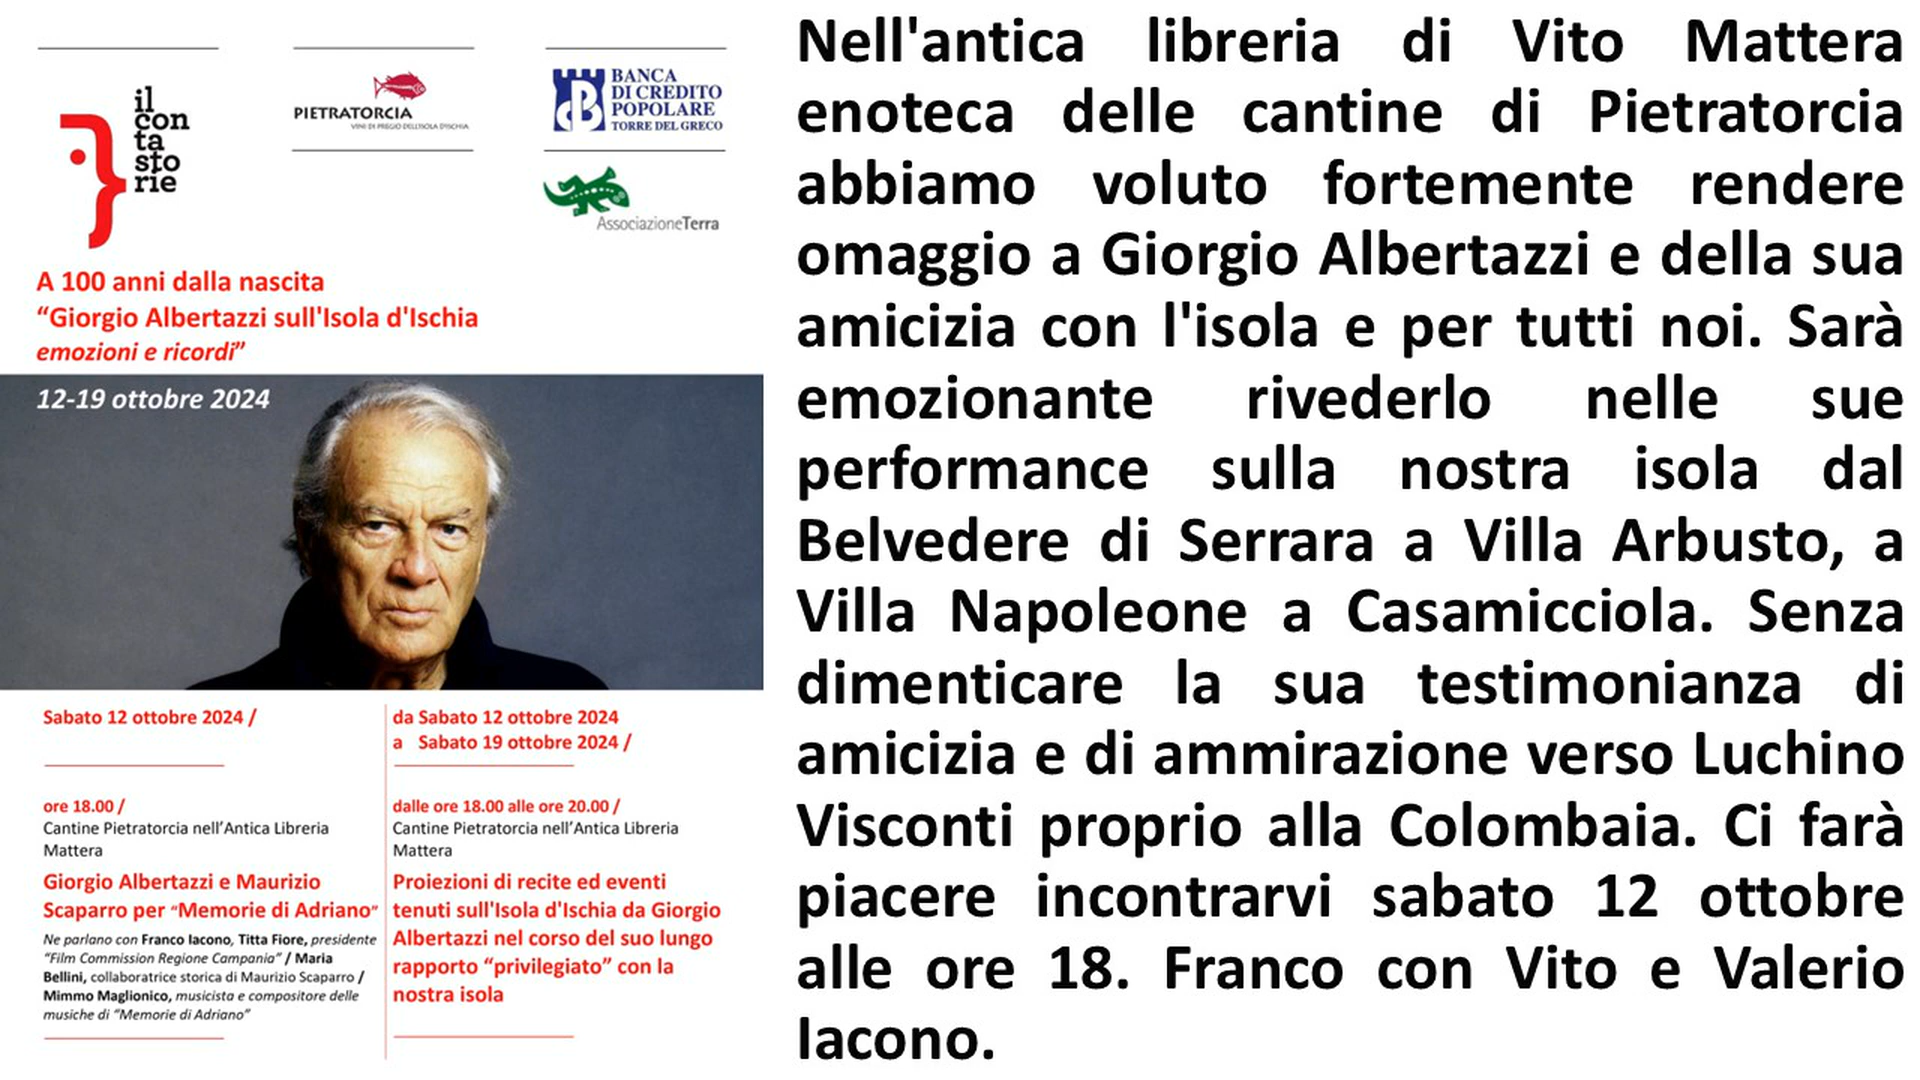 il
con
ta
sto
rie
PIETRATORCIA
VINI DI PREGIO DELL'ISOLA D'ISCHIA
BANCA
DI CREDITO
POPOLARE
TORRE DEL GRECO
AssociazioneTerra
A 100 anni dalla nascita
“Giorgio Albertazzi sull'Isola d'Ischia
emozioni e ricordi”
12-19 ottobre 2024
Sabato 12 ottobre 2024 /
ore 18.00 /
Cantine Pietratorcia nell’Antica Libreria
Mattera
Giorgio Albertazzi e Maurizio
Scaparro per “Memorie di Adriano”
Ne parlano con Franco Iacono, Titta Fiore, presidente
“Film Commission Regione Campania” / Maria
Bellini, collaboratrice storica di Maurizio Scaparro /
Mimmo Maglionico, musicista e compositore delle
musiche di “Memorie di Adriano”
da Sabato 12 ottobre 2024
a Sabato 19 ottobre 2024 /
dalle ore 18.00 alle ore 20.00 /
Cantine Pietratorcia nell’Antica Libreria
Mattera
Proiezioni di recite ed eventi
tenuti sull'Isola d'Ischia da Giorgio
Albertazzi nel corso del suo lungo
rapporto “privilegiato” con la
nostra isola
Nell'antica libreria di Vito Mattera
enoteca delle cantine di Pietratorcia
abbiamo voluto fortemente rendere
omaggio a Giorgio Albertazzi e della sua
amicizia con l'isola e per tutti noi. Sarà
emozionante rivederlo nelle sue
performance sulla nostra isola dal
Belvedere di Serrara a Villa Arbusto, a
Villa Napoleone a Casamicciola. Senza
dimenticare la sua testimonianza di
amicizia e di ammirazione verso Luchino
Visconti proprio alla Colombaia. Ci farà
piacere incontrarvi sabato 12 ottobre
alle ore 18. Franco con Vito e Valerio
Iacono.